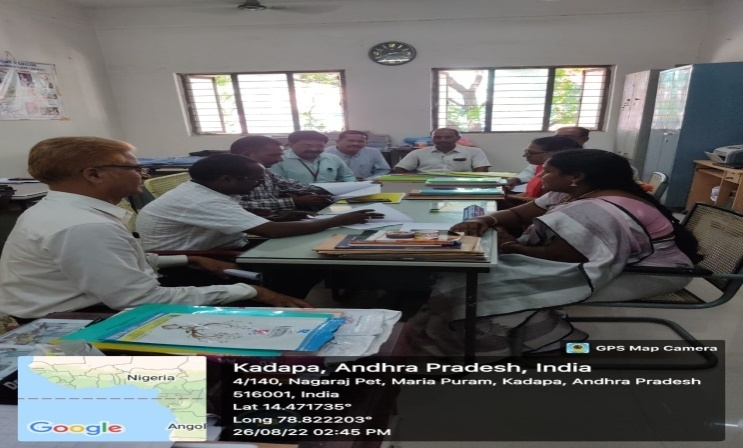 GPS Map Camera
Kadapa, Andhra Pradesh, India
4/140, Nagaraj Pet, Maria Puram, Kadapa, Andhra Pradesh
516001, India
Lat 14.471735°
Long 78.822203°
26/08/22 02:45 PM
Nigeria
Angol
Google